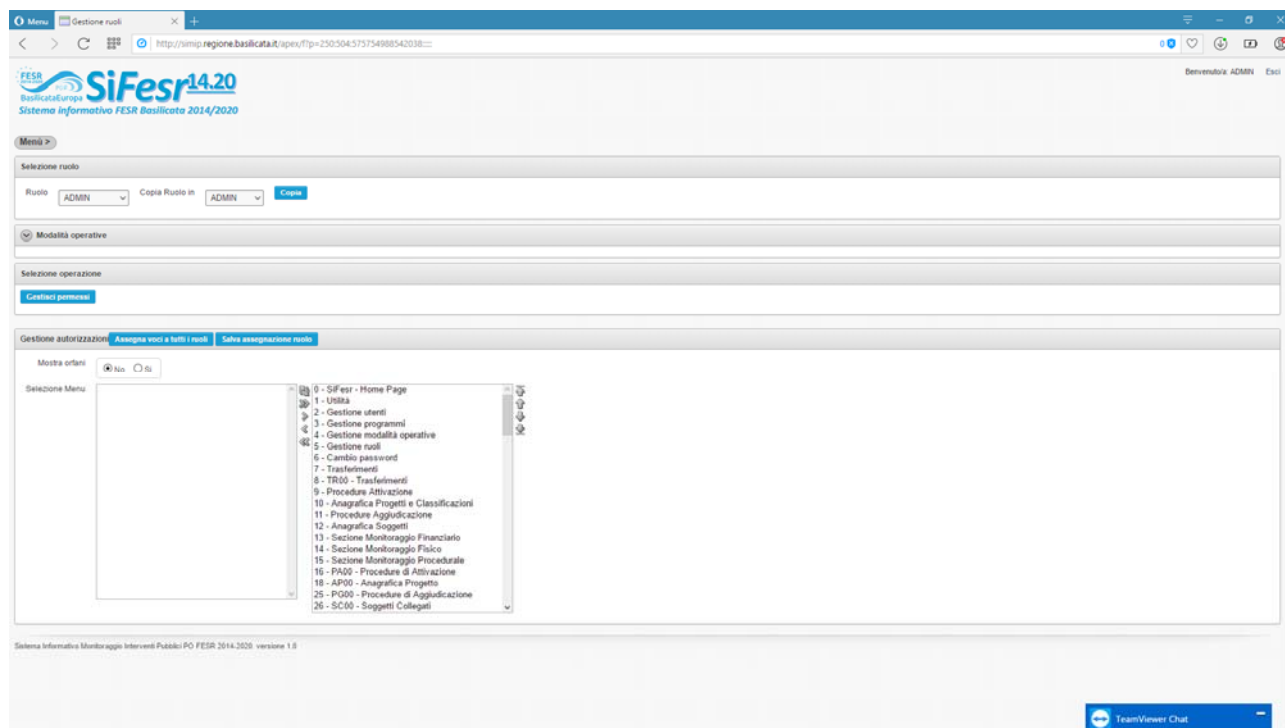 Menu Gestione ruoli
http://simip.regione.basilicata.it/apex/f?p=250:504:575754988542038::::
0
FESR
BasilicataEuropa
SiFesr14.20
Sistema informativo FESR Basilicata 2014/2020
Benvenuto/a: ADMIN Esci
Menù >
Selezione ruolo
Ruolo ADMIN Copia Ruolo in ADMIN Copia
Modalità operative
Selezione operazione
Gestisci permessi
Gestione autorizzazioni Assegna voci a tutti i ruoli Salva assegnazione ruolo
Mostra orfani No Si
Selezione Menu
0 - SiFesr - Home Page
1 - Utilità
2 - Gestione utenti
3 - Gestione programmi
4 - Gestione modalità operative
5 - Gestione ruoli
6 - Cambio password
7 - Trasferimenti
8 - TR00 - Trasferimenti
9 - Procedure Attivazione
10 - Anagrafica Progetti e Classificazioni
11 - Procedure Aggiudicazione
12 - Anagrafica Soggetti
13 - Sezione Monitoraggio Finanziario
14 - Sezione Monitoraggio Fisico
15 - Sezione Monitoraggio Procedurale
16 - PA00 - Procedure di Attivazione
18 - AP00 - Anagrafica Progetto
25 - PG00 - Procedure di Aggiudicazione
26 - SC00 - Soggetti Collegati
Sistema Informativo Monitoraggio Interventi Pubblici PO FESR 2014-2020 versione 1.0
TeamViewer Chat